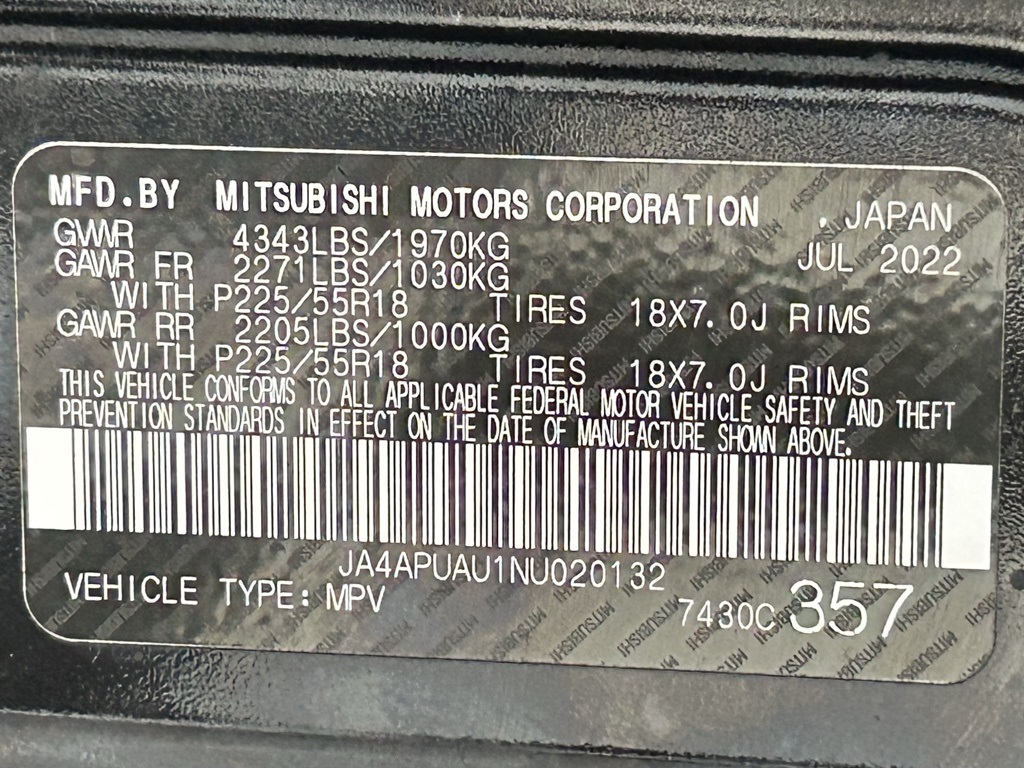 MFD.BY MITSUBISHI MOTORS CORPORATION . JAPAN
GVWR 4343LBS/1970KG JUL 2022
GAWR FR 2271LBS/1030KG
WITH P225/55R18 TIRES 18X7.0J RIMS
GAWR RR 2205LBS/1000KG
WITH P225/55R18 TIRES 18X7.0J RIMS
THIS VEHICLE CONFORMS TO ALL APPLICABLE FEDERAL MOTOR VEHICLE SAFETY AND THEFT
PREVENTION STANDARDS IN EFFECT ON THE DATE OF MANUFACTURE SHOWN ABOVE.
JA4APUAU1NU020132
VEHICLE TYPE: MPV 7430C 357